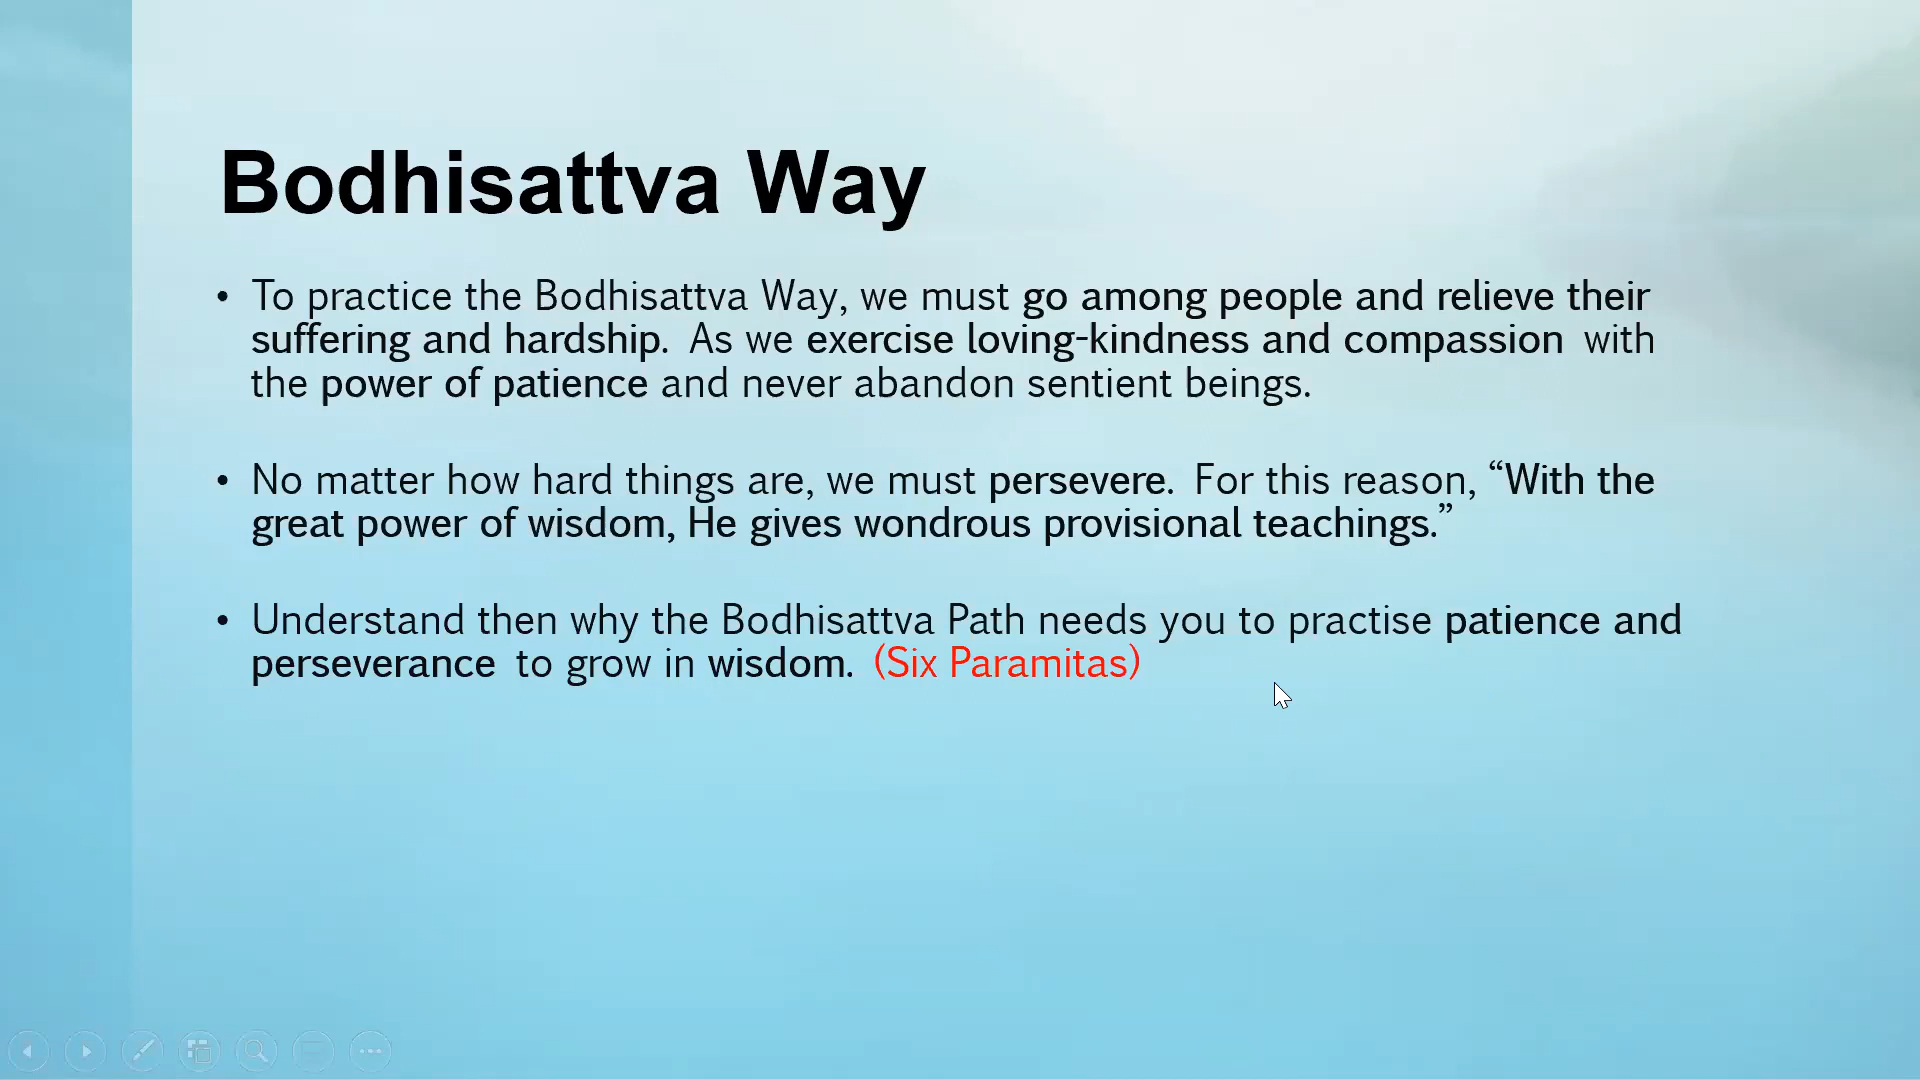 Bodhisattva Way
• To practice the Bodhisattva Way, we must go among people and relieve their
suffering and hardship. As we exercise loving-kindness and compassion with
the power of patience and never abandon sentient beings.
• No matter how hard things are, we must persevere. For this reason, “With the
great power of wisdom, He gives wondrous provisional teachings.”
• Understand then why the Bodhisattva Path needs you to practise patience and
perseverance to grow in wisdom. (Six Paramitas)